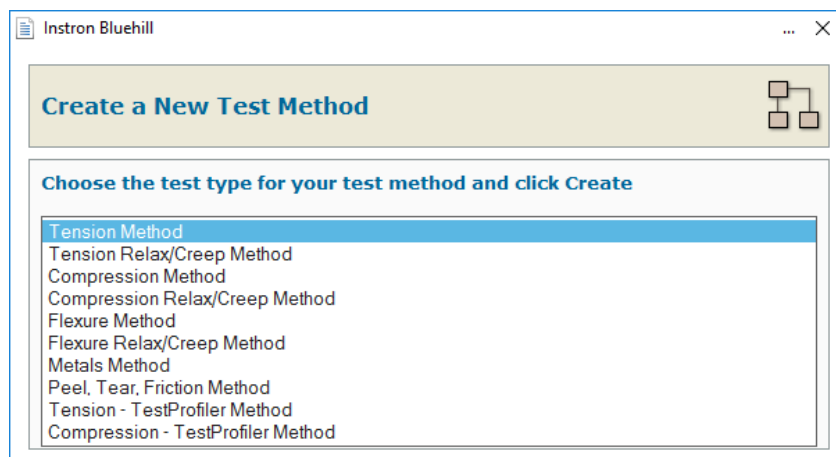 Instron Bluehill
...
Create a New Test Method
Choose the test type for your test method and click Create
Tension Method
Tension Relax/Creep Method
Compression Method
Compression Relax/Creep Method
Flexure Method
Flexure Relax/Creep Method
Metals Method
Peel, Tear, Friction Method
Tension - TestProfiler Method
Compression - TestProfiler Method